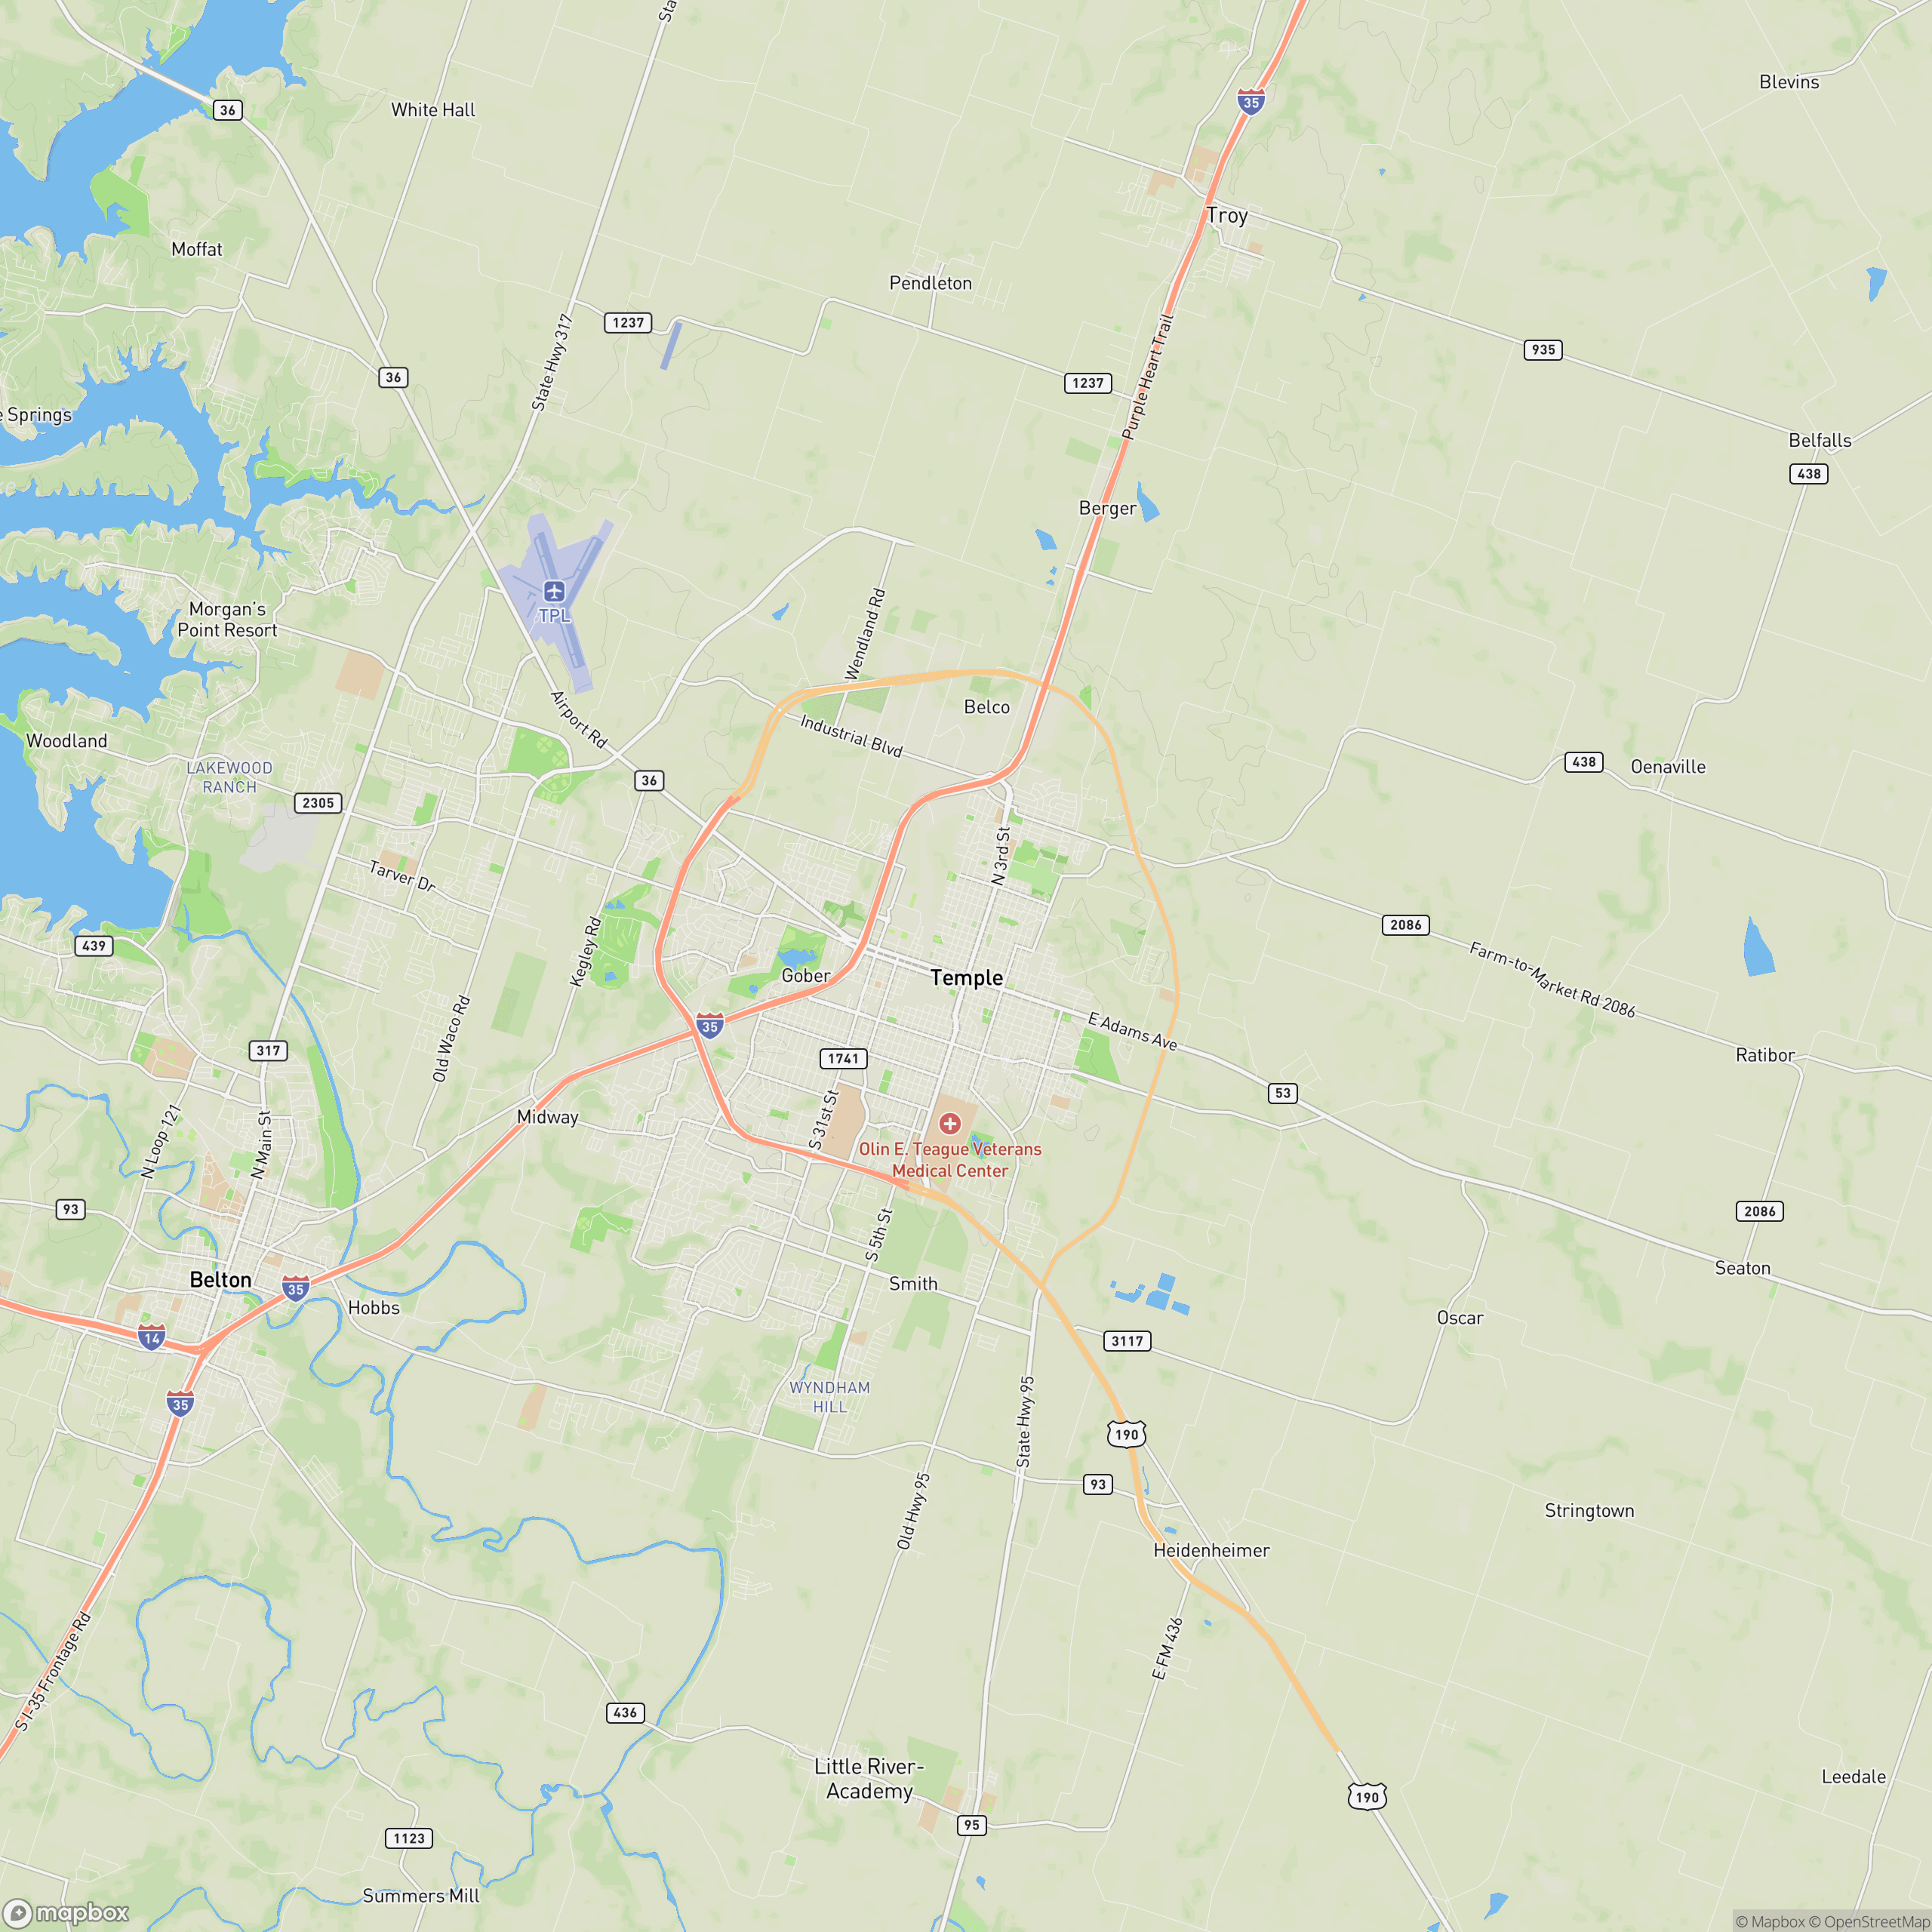 Sta
36
White Hall
35
Blevins
Troy
Moffat
Pendleton
1237
State Hwy 317
Purple Heart Trail
935
36
1237
e Springs
Belfalls
438
Berger
TPL
Morgan's
Point Resort
Wendland Rd
Belco
Airport Rd
Industrial Blvd
Woodland
LAKEWOOD
RANCH
36
438
Oenaville
2305
N 3rd St
Tarver Dr
2086
439
Kegley Rd
Farm-to-Market Rd 2086
Gober
Temple
35
E Adams Ave
317
Old Waco Rd
1741
Ratibor
53
Midway
N Loop 121
N Main St
S 31st St
Olin E. Teague Veterans
Medical Center
93
2086
S 5th St
Seaton
Belton
35
Smith
Hobbs
Oscar
14
3117
WYNDHAM
HILL
35
State Hwy 95
190
93
Old Hwy 95
Stringtown
Heidenheimer
S I-35 Frontage Rd
E FM 436
436
Little River-
Academy
Leedale
190
95
1123
Summers Mill
mapbox
© Mapbox © OpenStreetMap